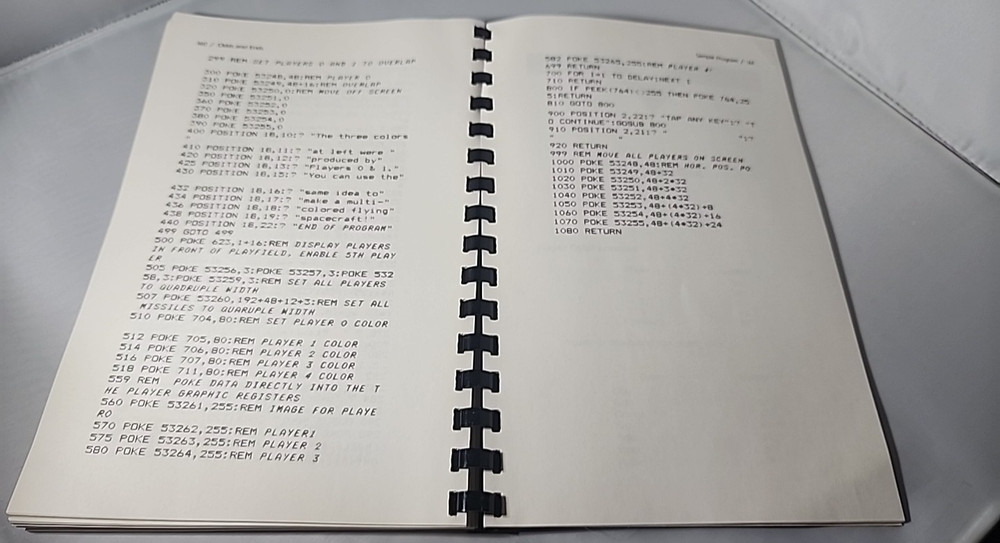 Odds and Ends
299 REM SET PLAYERS 0 AND 1 TO OVERLAP
300 POKE 53248,48:REM PLAYER 0
310 POKE 53249,48+16:REM OVERLAP
320 POKE 53250,0:REM MOVE OFF SCREEN
350 POKE 53251,0
360 POKE 53252,0
370 POKE 53253,0
380 POKE 53254,0
390 POKE 53255,0
400 POSITION 18,10:? "The three colors
"
410 POSITION 18,11:? "at left were "
420 POSITION 18,12:? "produced by"
425 POSITION 18,13:? "Players 0 & 1."
430 POSITION 18,15:? "You can use the"
432 POSITION 18,16:? "same idea to"
434 POSITION 18,17:? "make a multi-"
436 POSITION 18,18:? "colored flying"
438 POSITION 18,19:? "spacecraft!"
440 POSITION 18,22:? "END OF PROGRAM"
499 GOTO 499
500 POKE 623,1+16:REM DISPLAY PLAYERS
IN FRONT OF PLAYFIELD, ENABLE 5TH PLAY
ER
505 POKE 53256,3:POKE 53257,3:POKE 532
58,3:POKE 53259,3:REM SET ALL PLAYERS
TO QUADRUPLE WIDTH
507 POKE 53260,192+48+12+3:REM SET ALL
MISSILES TO QUARUPLE WIDTH
510 POKE 704,80:REM SET PLAYER 0 COLOR
512 POKE 705,80:REM PLAYER 1 COLOR
514 POKE 706,80:REM PLAYER 2 COLOR
516 POKE 707,80:REM PLAYER 3 COLOR
518 POKE 711,80:REM PLAYER 4 COLOR
559 REM POKE DATA DIRECTLY INTO THE T
HE PLAYER GRAPHIC REGISTERS
560 POKE 53261,255:REM IMAGE FOR PLAYE
R0
570 POKE 53262,255:REM PLAYER1
575 POKE 53263,255:REM PLAYER 2
580 POKE 53264,255:REM PLAYER 3
Sample Program /
582 POKE 53265,255:REM PLAYER 4
699 RETURN
700 FOR I=1 TO DELAY:NEXT I
710 RETURN
800 IF PEEK(764)<>255 THEN POKE 764,25
5:RETURN
810 GOTO 800
900 POSITION 2,22:? "TAP ANY KEY";? "T
O CONTINUE":GOSUB 800
910 POSITION 2,21:? " ";?
" "
920 RETURN
999 REM MOVE ALL PLAYERS ON SCREEN
1000 POKE 53248,48:REM HOR. POS. P0
1010 POKE 53249,48+32
1020 POKE 53250,48+2*32
1030 POKE 53251,48+3*32
1040 POKE 53252,48+4*32
1050 POKE 53253,48+(4*32)+8
1060 POKE 53254,48+(4*32)+16
1070 POKE 53255,48+(4*32)+24
1080 RETURN